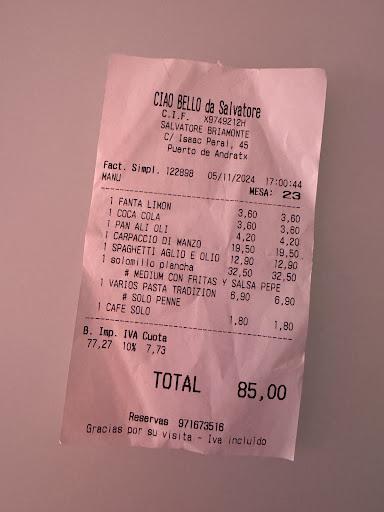 CIAO BELLO da Salvatore
C.I.F. X9749212H
SALVATORE BRIAMONTE
C/ Isaac Peral, 45
Puerto de Andratx
Fact. Simpl. 122898 05/11/2024 17:00:44
MANU MESA: 23
1 FANTA LIMON 3,60 3,60
1 COCA COLA 3,60 3,60
1 PAN ALI OLI 4,20 4,20
1 CARPACCIO DI MANZO 19,50 19,50
1 SPAGHETTI AGLIO E OLIO 12,90 12,90
1 solomillo plancha 32,50 32,50
# MEDIUM CON FRITAS Y SALSA PEPE
1 VARIOS PASTA TRADIZION 6,90 6,90
# SOLO PENNE
1 CAFE SOLO 1,80 1,80
B. Imp. IVA Cuota
77,27 10% 7,73
TOTAL 85,00
Reservas 971673516
Gracias por su visita - Iva incluido